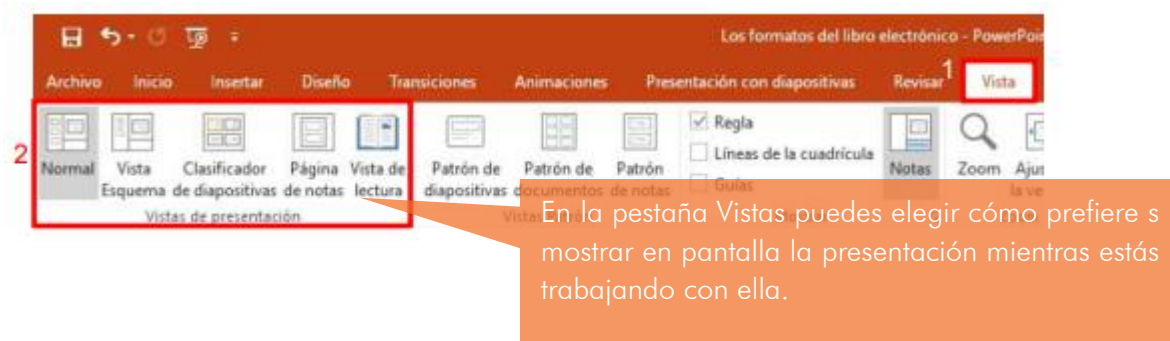 Los formatos del libro electrónico - PowerPoin
Archivo Inicio Insertar Diseño Transiciones Animaciones Presentación con diapositivas Revisar 1 Vista
2
Normal
Vista Esquema
Clasificador de diapositivas
Página de notas
Vista de lectura
Vistas de presentación
Patrón de diapositivas
Patrón de documentos
Patrón de notas
Regla
Líneas de la cuadrícula
Guías
Notas
Zoom
En la pestaña Vistas puedes elegir cómo prefiere s
mostrar en pantalla la presentación mientras estás
trabajando con ella.